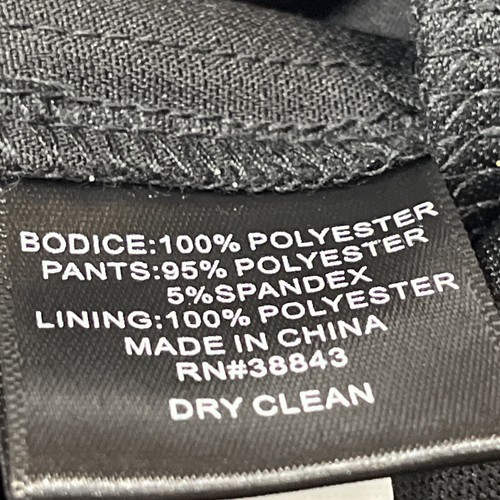 BODICE:100% POLYESTER
PANTS:95% POLYESTER
5%SPANDEX
LINING:100% POLYESTER
MADE IN CHINA
RN#38843
DRY CLEAN